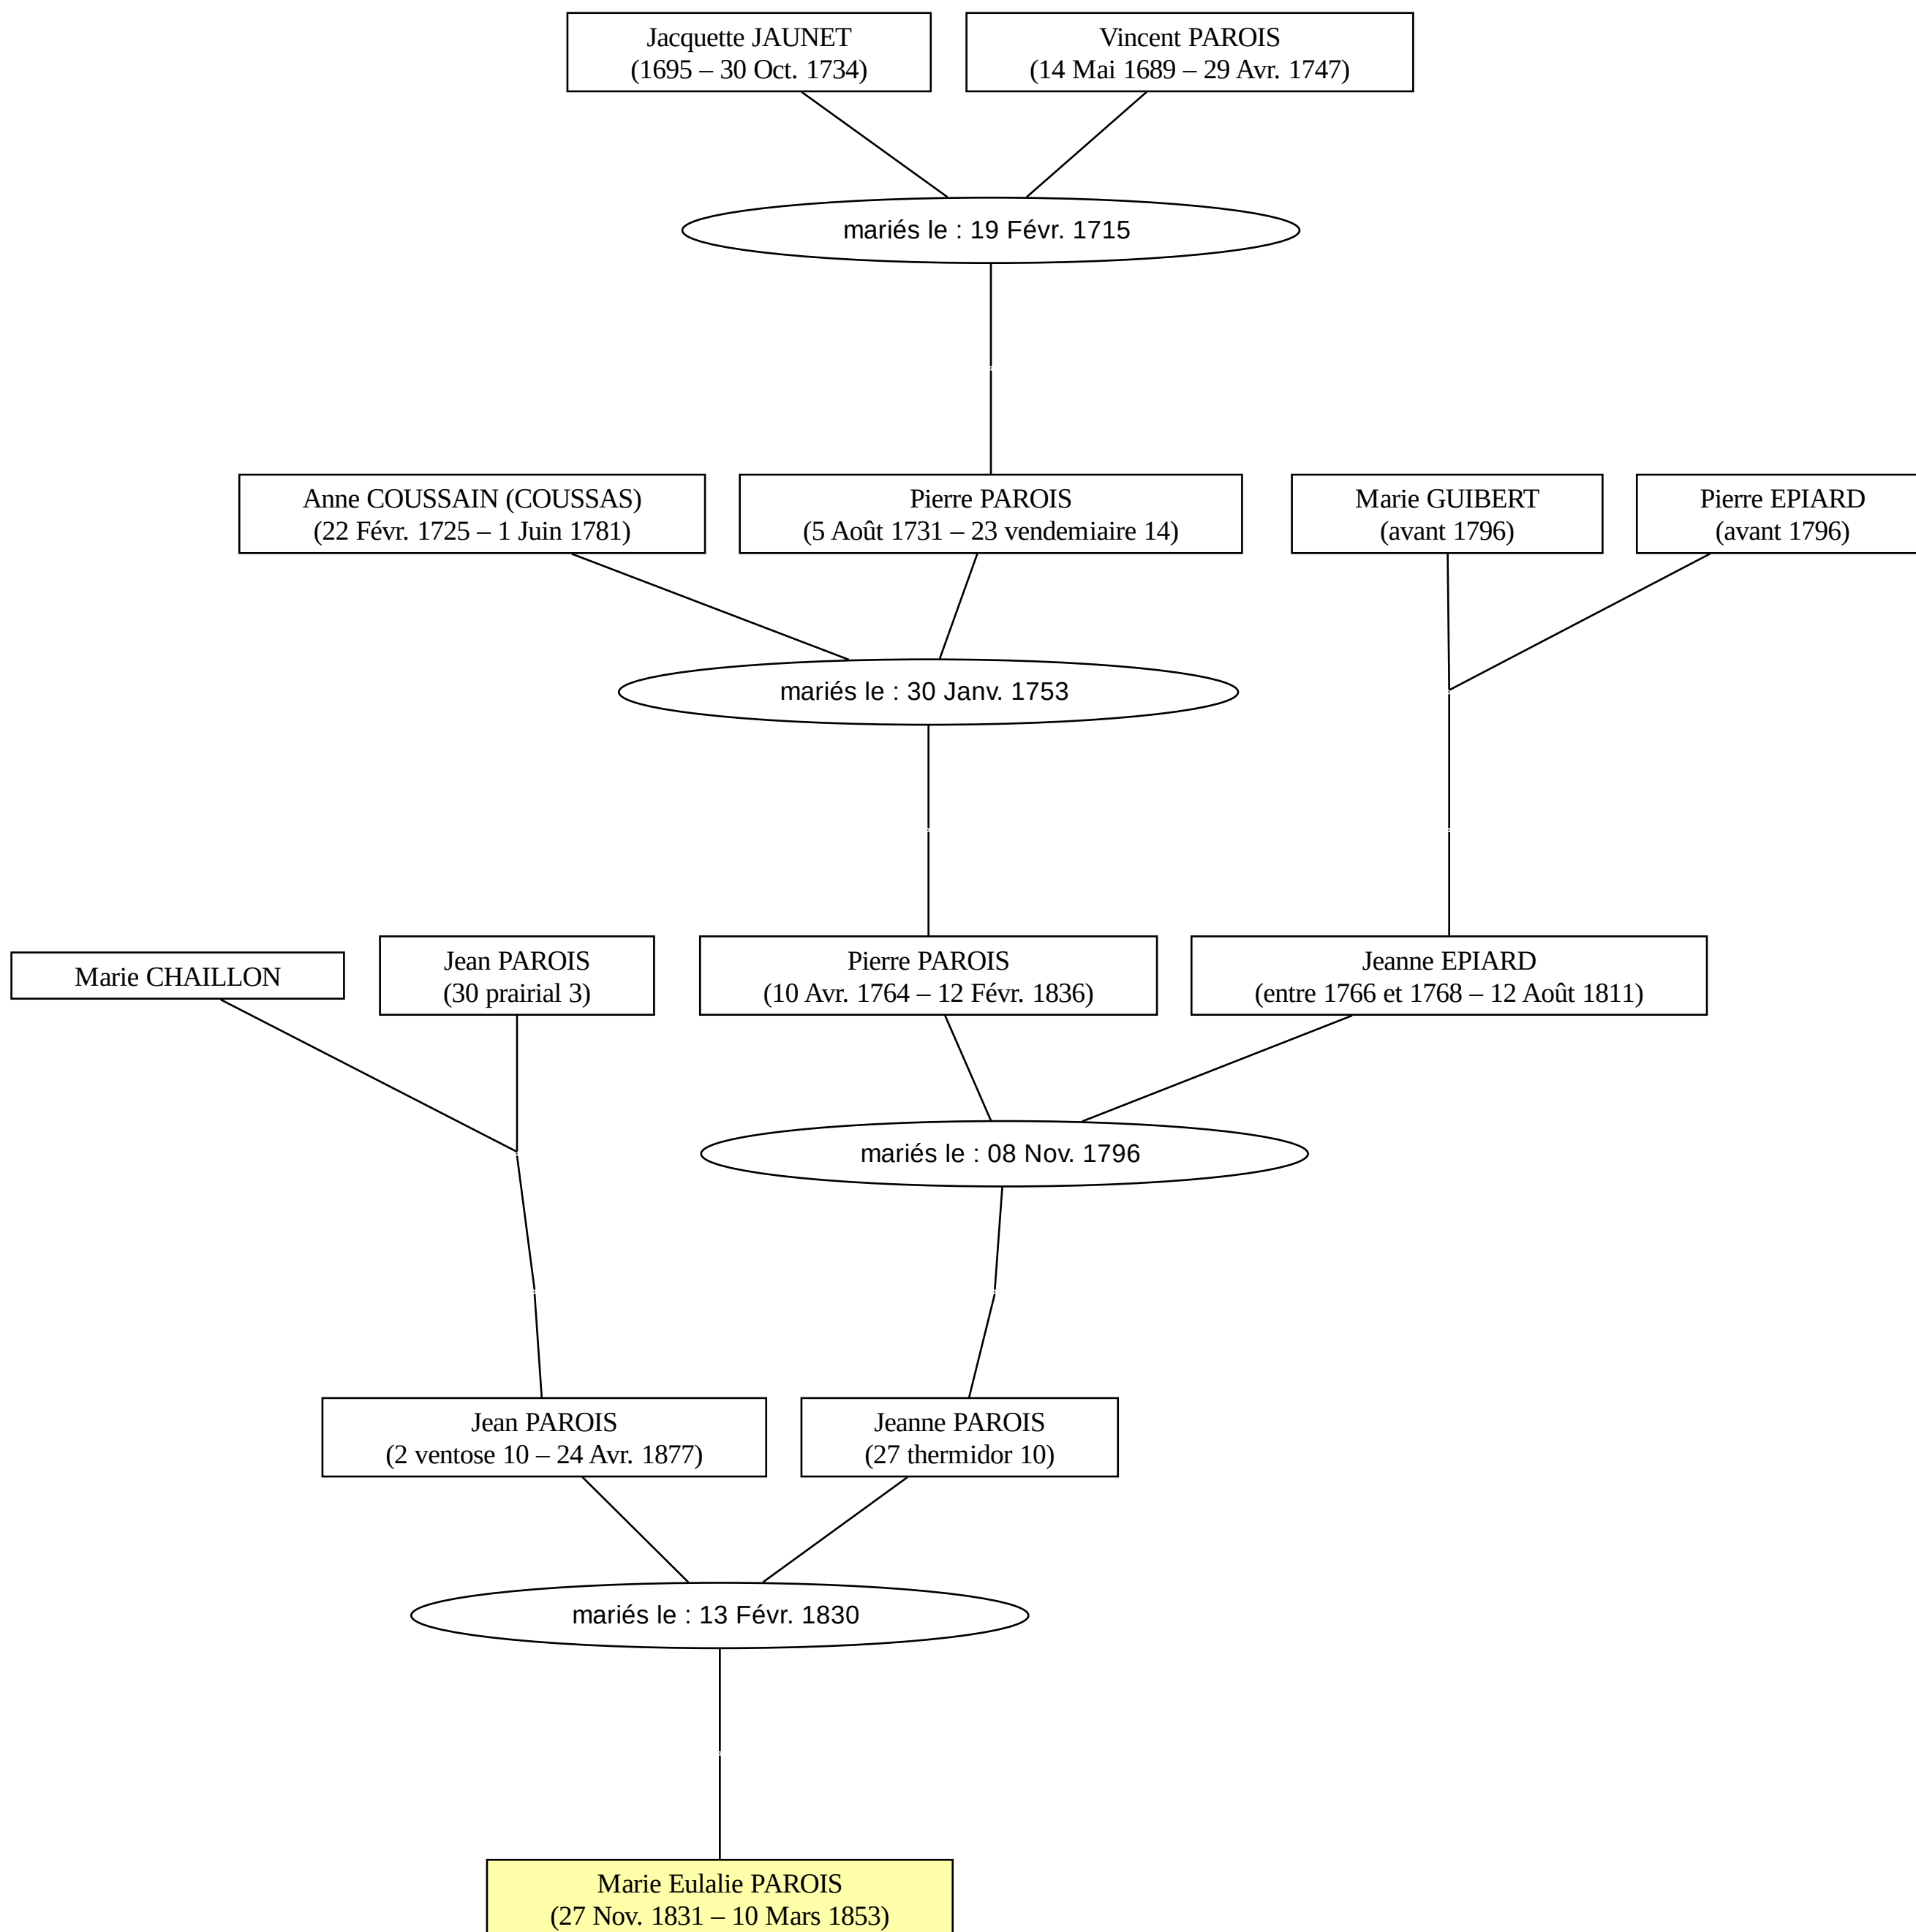 Jacquette JAUNET
(1695 – 30 Oct. 1734)
Vincent PAROIS
(14 Mai 1689 – 29 Avr. 1747)
mariés le : 19 Févr. 1715
Anne COUSSAIN (COUSSAS)
(22 Févr. 1725 – 1 Juin 1781)
Pierre PAROIS
(5 Août 1731 – 23 vendemiaire 14)
Marie GUIBERT
(avant 1796)
Pierre EPIARD
(avant 1796)
mariés le : 30 Janv. 1753
Marie CHAILLON
Jean PAROIS
(30 prairial 3)
Pierre PAROIS
(10 Avr. 1764 – 12 Févr. 1836)
Jeanne EPIARD
(entre 1766 et 1768 – 12 Août 1811)
mariés le : 08 Nov. 1796
Jean PAROIS
(2 ventose 10 – 24 Avr. 1877)
Jeanne PAROIS
(27 thermidor 10)
mariés le : 13 Févr. 1830
Marie Eulalie PAROIS
(27 Nov. 1831 – 10 Mars 1853)